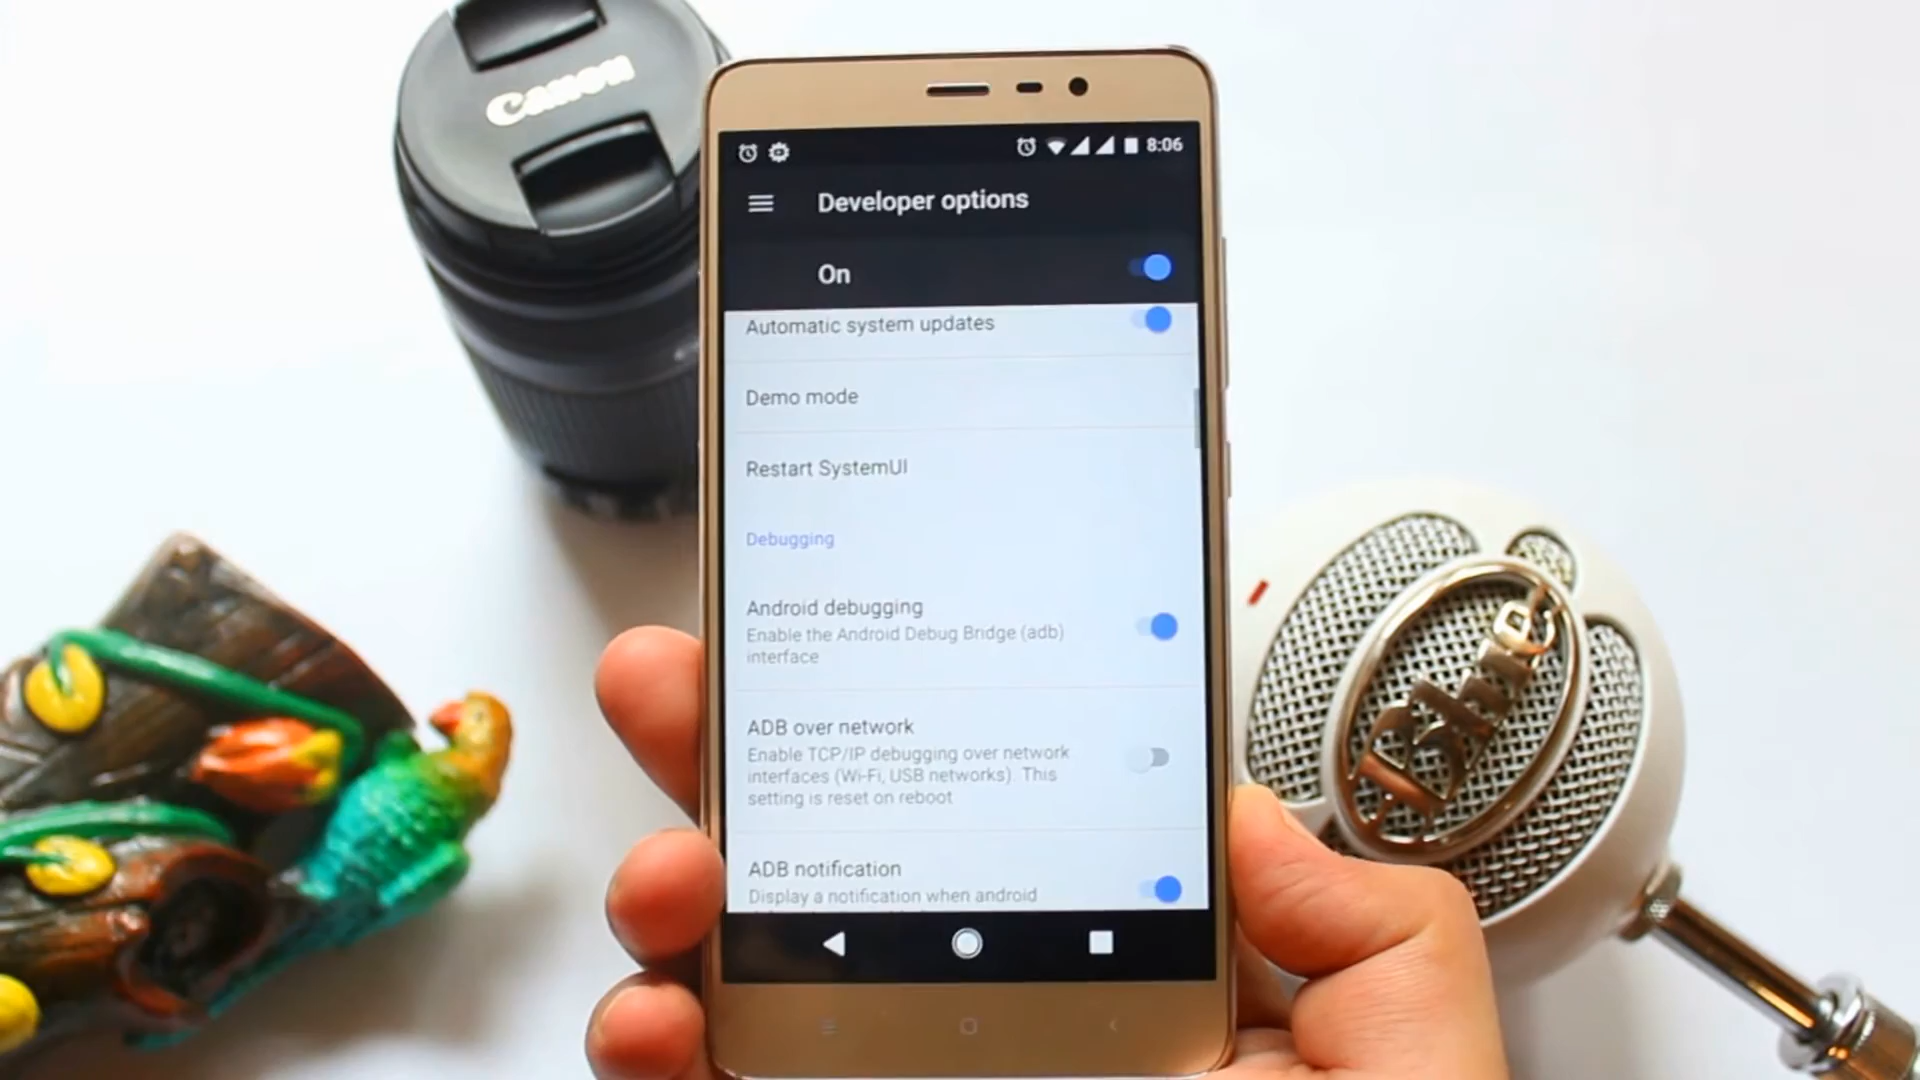 Canon
8:06
Developer options
On
Automatic system updates
Demo mode
Restart SystemUI
Debugging
Android debugging
Enable the Android Debug Bridge (adb)
interface
ADB over network
Enable TCP/IP debugging over network
interfaces (Wi-Fi, USB networks). This
setting is reset on reboot
ADB notification
Display a notification when android
Blue